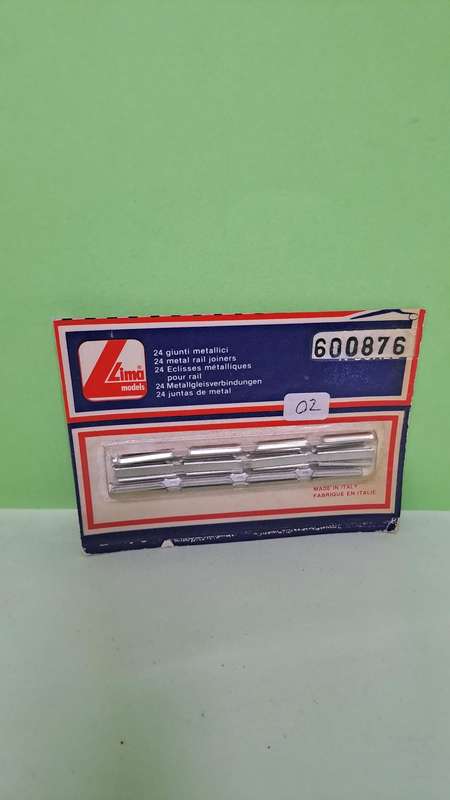 Lima®
models
24 giunti metallici
24 metal rail joiners
24 Eclisses métalliques
pour rail
24 Metallgleisverbindungen
24 juntas de metal
600876
02
MADE IN ITALY
FABRIQUÉ EN ITALIE